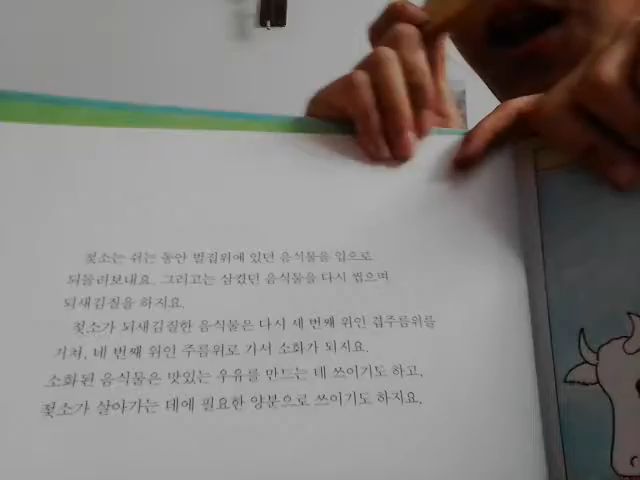 젖소는 쉬는 동안 벌집위에 있던 음식물을 입으로
되돌려보내요. 그리고는 삼켰던 음식물을 다시 씹으며
되새김질을 하지요.
젖소가 되새김질한 음식물은 다시 세 번째 위인 겹주름위를
거쳐, 네 번째 위인 주름위로 가서 소화가 되지요.
소화된 음식물은 맛있는 우유를 만드는 데 쓰이기도 하고,
젖소가 살아가는 데에 필요한 양분으로 쓰이기도 하지요.